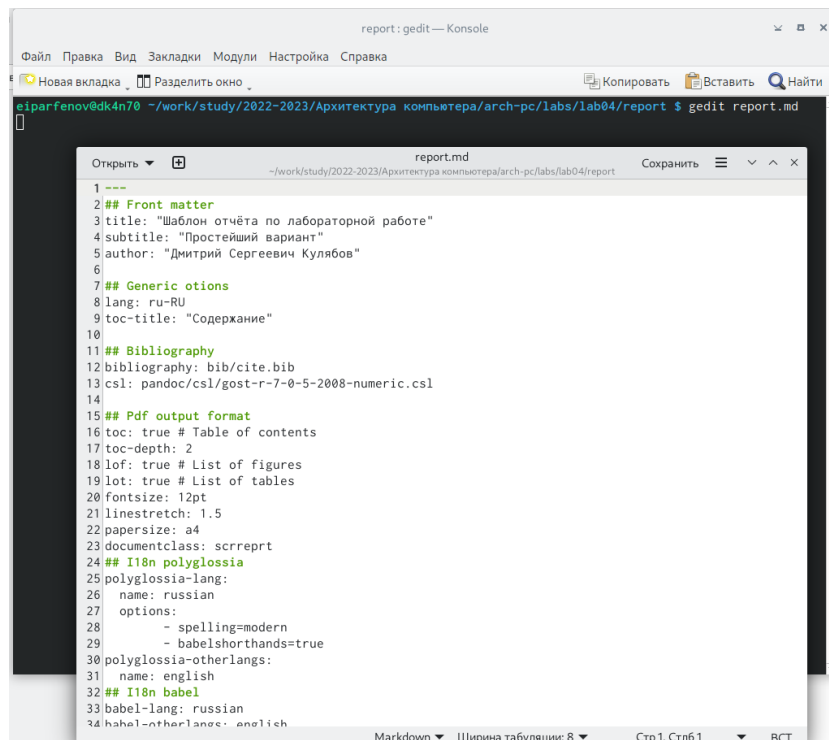 report : gedit — Konsole
Файл Правка Вид Закладки Модули Настройка Справка
Новая вкладка Разделить окно Копировать Вставить Найти
eiparfenov@dk4n70 ~/work/study/2022-2023/Архитектура компьютера/arch-pc/labs/lab04/report $ gedit report.md
Открыть report.md Сохранить
~/work/study/2022-2023/Архитектура компьютера/arch-pc/labs/lab04/report
1 ---
2 ## Front matter
3 title: "Шаблон отчёта по лабораторной работе"
4 subtitle: "Простейший вариант"
5 author: "Дмитрий Сергеевич Кулябов"
6
7 ## Generic otions
8 lang: ru-RU
9 toc-title: "Содержание"
10
11 ## Bibliography
12 bibliography: bib/cite.bib
13 csl: pandoc/csl/gost-r-7-0-5-2008-numeric.csl
14
15 ## Pdf output format
16 toc: true # Table of contents
17 toc-depth: 2
18 lof: true # List of figures
19 lot: true # List of tables
20 fontsize: 12pt
21 linestretch: 1.5
22 papersize: a4
23 documentclass: scrreprt
24 ## I18n polyglossia
25 polyglossia-lang:
26   name: russian
27   options:
28         - spelling=modern
29         - babelshorthands=true
30 polyglossia-otherlangs:
31   name: english
32 ## I18n babel
33 babel-lang: russian
34 babel-otherlangs: english
Markdown Ширина табуляции: 8 Стр 1, Стлб 1 ВСТ